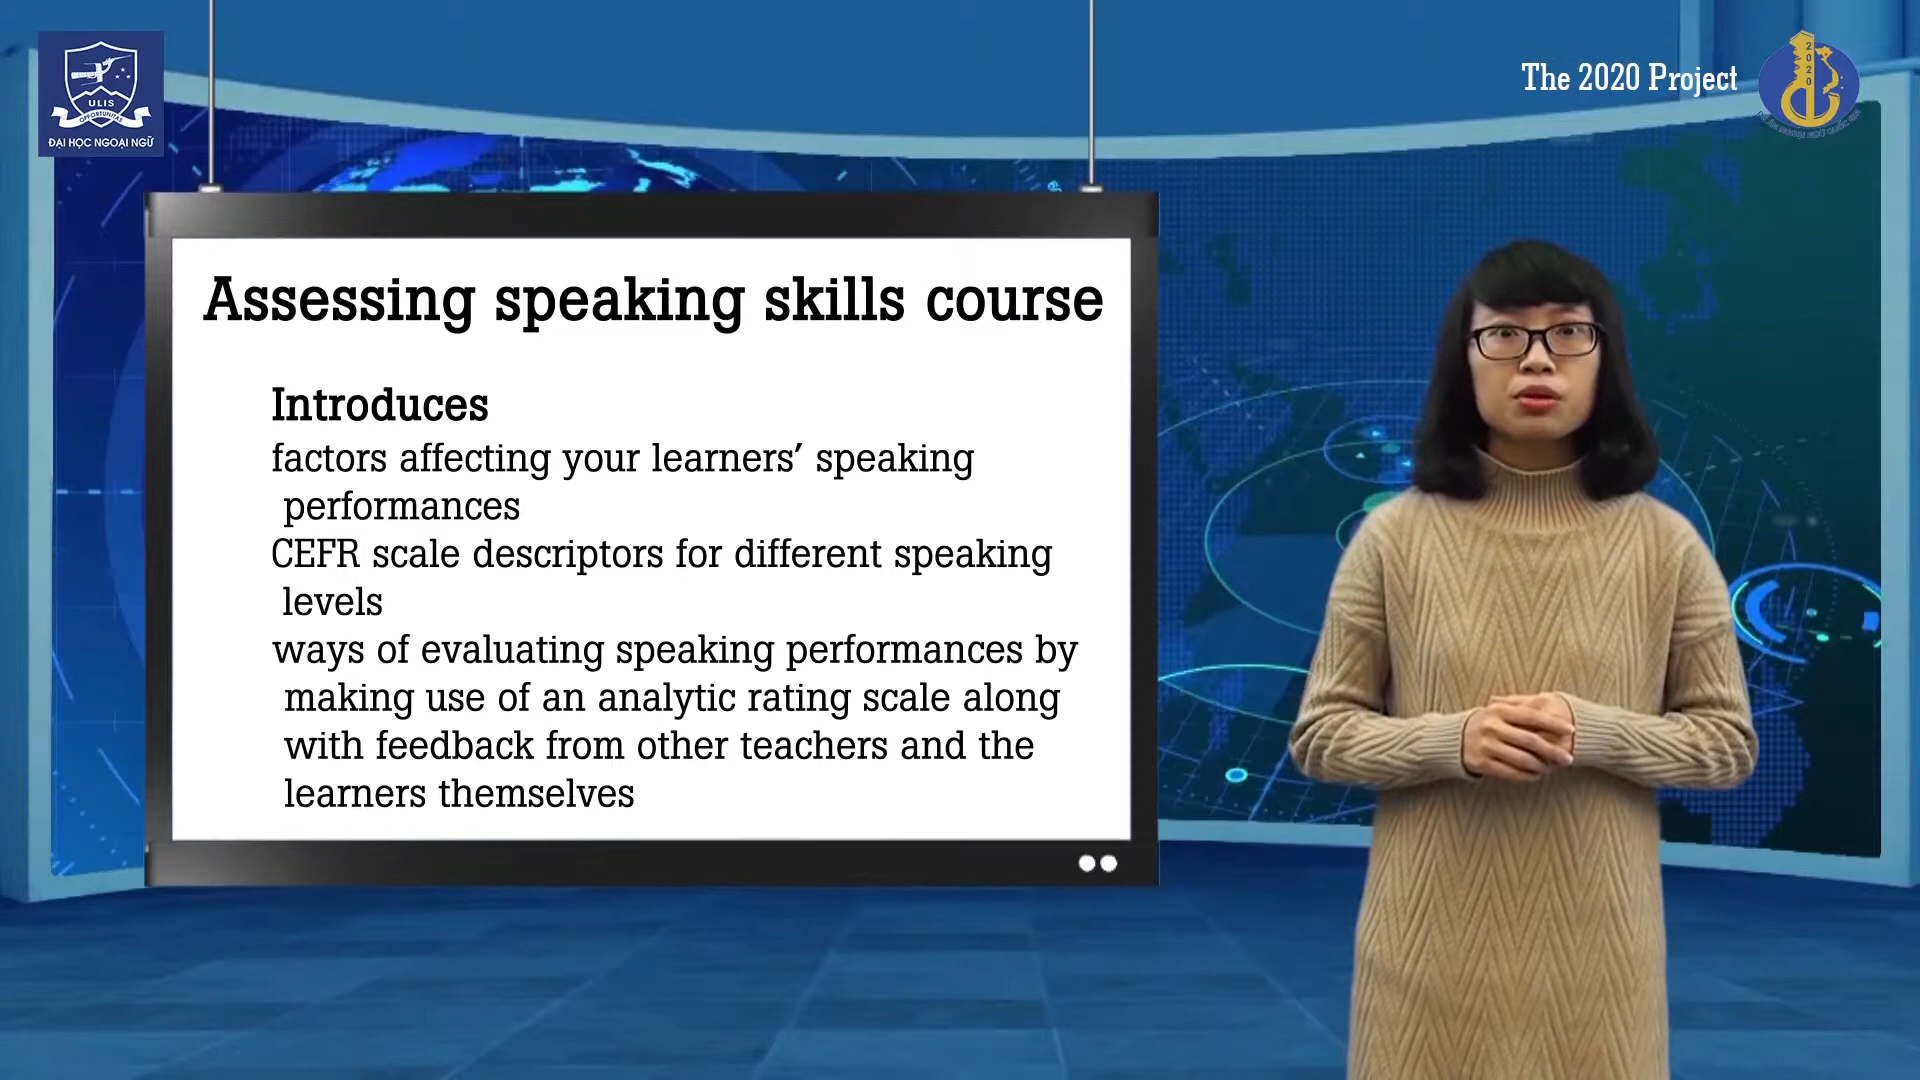 ULIS
OPPORTUNITAS
ĐẠI HỌC NGOẠI NGỮ
The 2020 Project
2020
Assessing speaking skills course
Introduces
factors affecting your learners’ speaking
performances
CEFR scale descriptors for different speaking
levels
ways of evaluating speaking performances by
making use of an analytic rating scale along
with feedback from other teachers and the
learners themselves